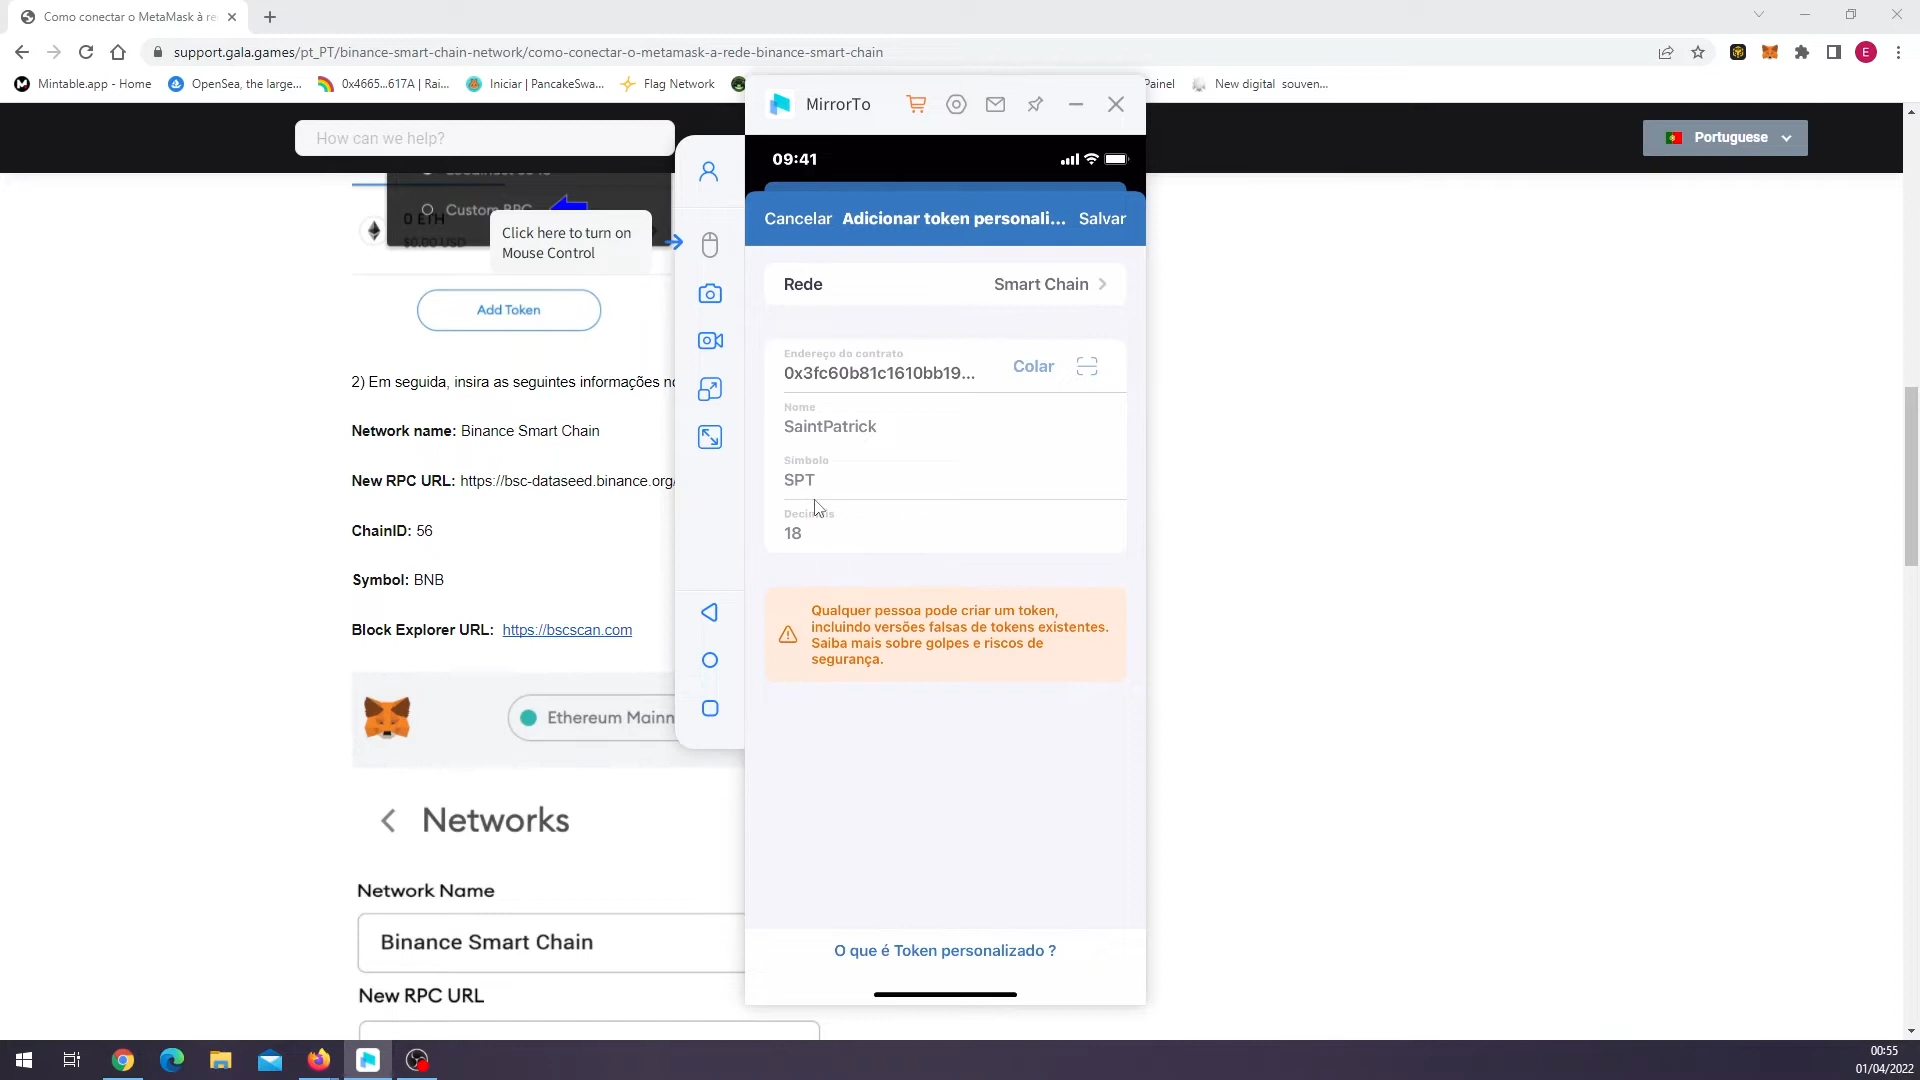 Como conectar o MetaMask à re
support.gala.games/pt_PT/binance-smart-chain-network/como-conectar-o-metamask-a-rede-binance-smart-chain
E
Mintable.app - Home
OpenSea, the large...
0x4665...617A | Rai...
Iniciar | PancakeSwa...
Flag Network
Painel
New digital souven...
How can we help?
Portuguese
Custom RPC
0 ETH
$0.00 USD
Click here to turn on
Mouse Control
Add Token
2) Em seguida, insira as seguintes informações no
Network name: Binance Smart Chain
New RPC URL: https://bsc-dataseed.binance.org/
ChainID: 56
Symbol: BNB
Block Explorer URL: https://bscscan.com
Ethereum Mainn
Networks
Network Name
Binance Smart Chain
New RPC URL
MirrorTo
09:41
Cancelar
Adicionar token personali...
Salvar
Rede
Smart Chain
Endereço do contrato
0x3fc60b81c1610bb19...
Colar
Nome
SaintPatrick
Símbolo
SPT
Decimais
18
Qualquer pessoa pode criar um token,
incluindo versões falsas de tokens existentes.
Saiba mais sobre golpes e riscos de
segurança.
O que é Token personalizado ?
00:55
01/04/2022